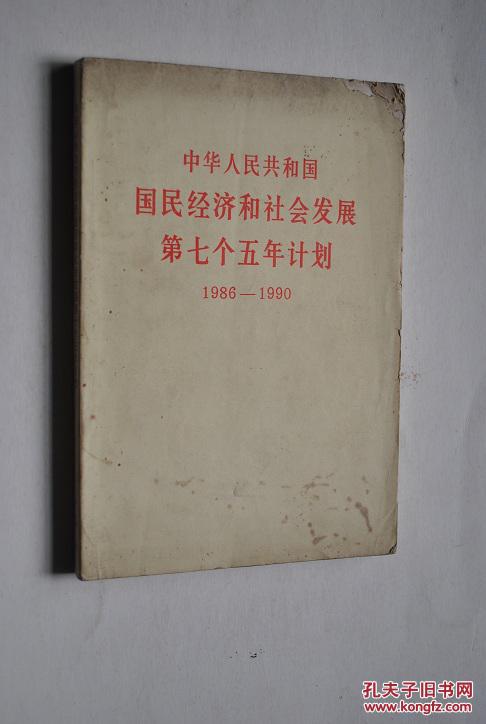 中华人民共和国
国民经济和社会发展
第七个五年计划
1986—1990
孔夫子旧书网
www.kongfz.com